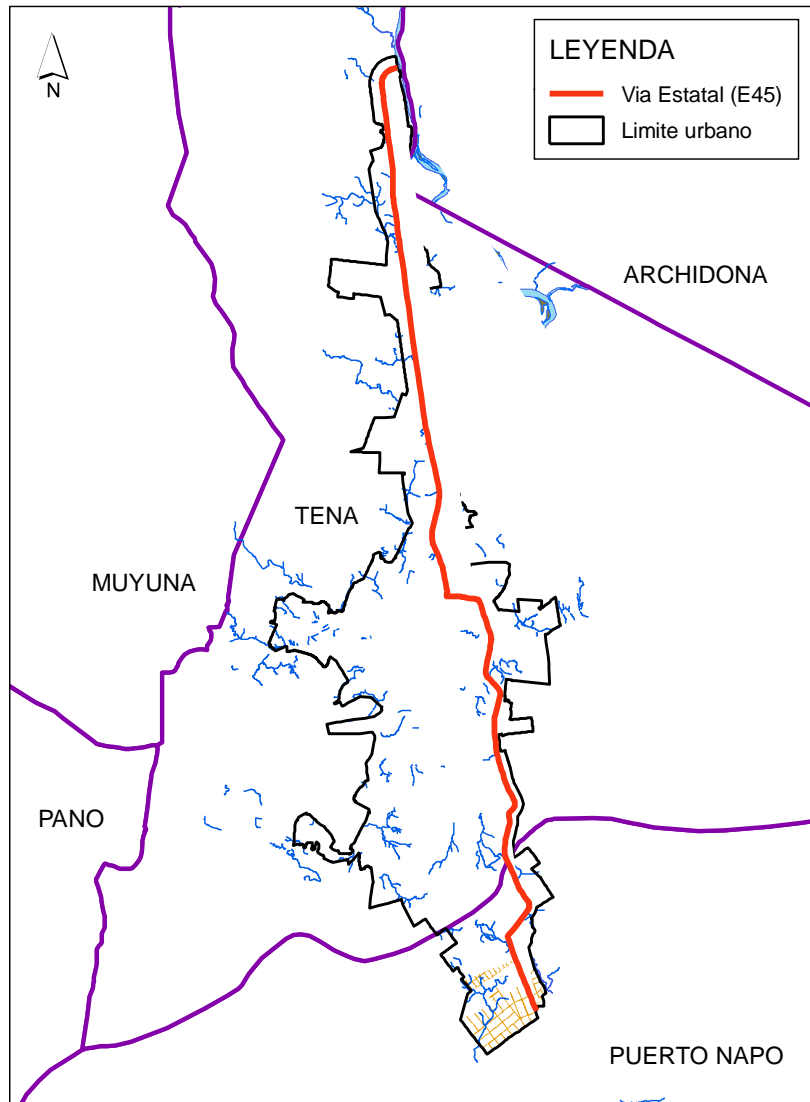 N
LEYENDA
Via Estatal (E45)
Limite urbano
ARCHIDONA
TENA
MUYUNA
PANO
PUERTO NAPO